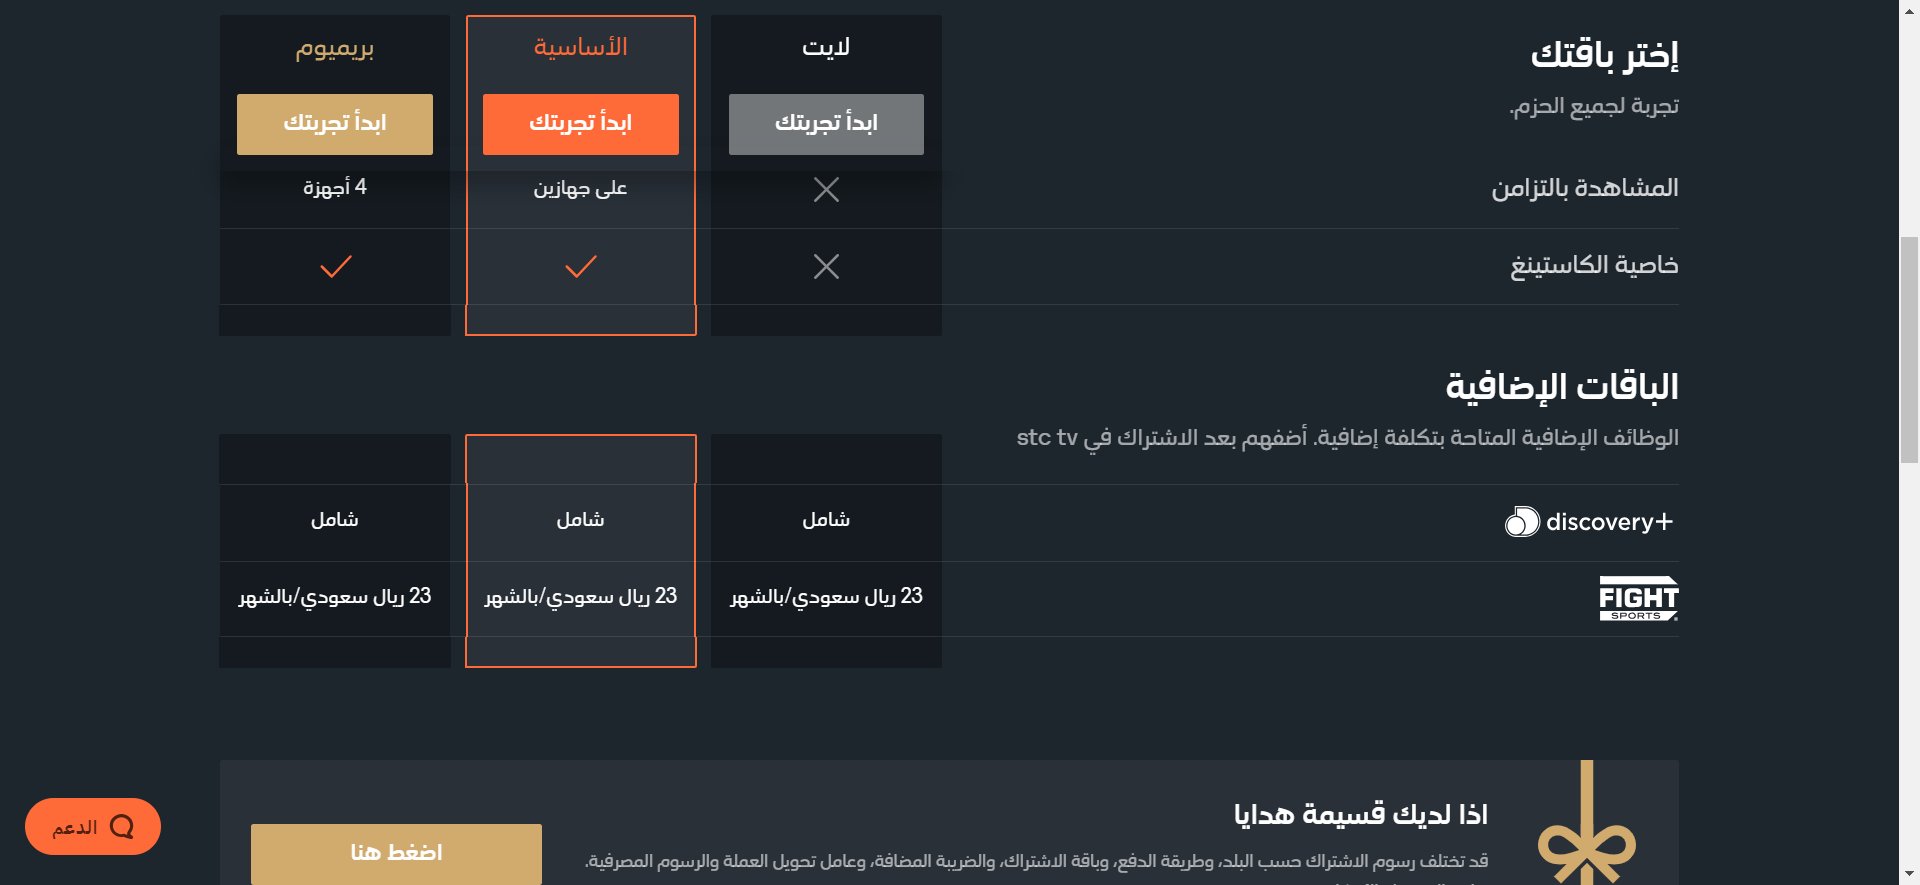 إختر باقتك
تجربة لجميع الحزم.
لايت
الأساسية
بريميوم
ابدأ تجربتك
ابدأ تجربتك
ابدأ تجربتك
المشاهدة بالتزامن
على جهازين
4 أجهزة
خاصية الكاستينغ
الباقات الإضافية
الوظائف الإضافية المتاحة بتكلفة إضافية. أضفهم بعد الاشتراك في stc tv
discovery+
شامل
شامل
شامل
FIGHT
SPORTS
23 ريال سعودي/بالشهر
23 ريال سعودي/بالشهر
23 ريال سعودي/بالشهر
اذا لديك قسيمة هدايا
قد تختلف رسوم الاشتراك حسب البلد، وطريقة الدفع، وباقة الاشتراك، والضريبة المضافة، وعامل تحويل العملة والرسوم المصرفية.
اضغط هنا
الدعم